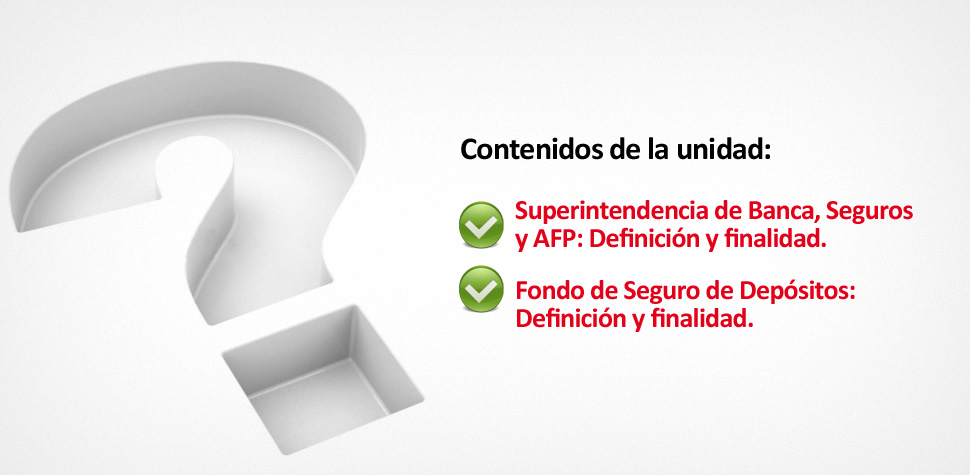 Contenidos de la unidad:
Superintendencia de Banca, Seguros
y AFP: Definición y finalidad.
Fondo de Seguro de Depósitos:
Definición y finalidad.